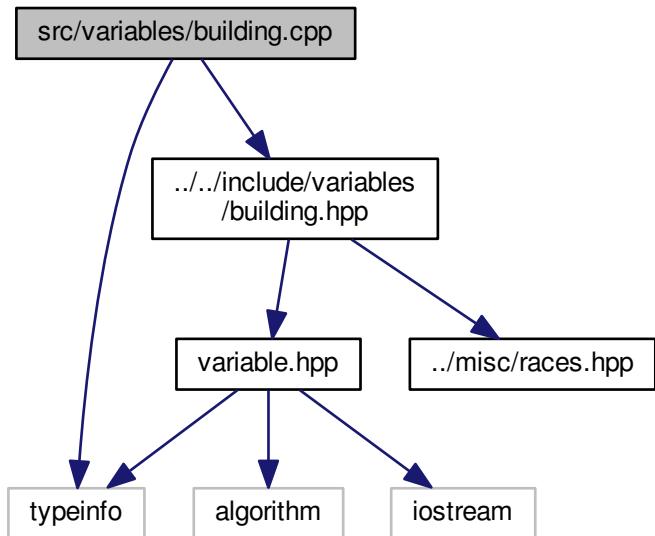 src/variables/building.cpp
../../include/variables
/building.hpp
variable.hpp
../misc/races.hpp
typeinfo
algorithm
iostream